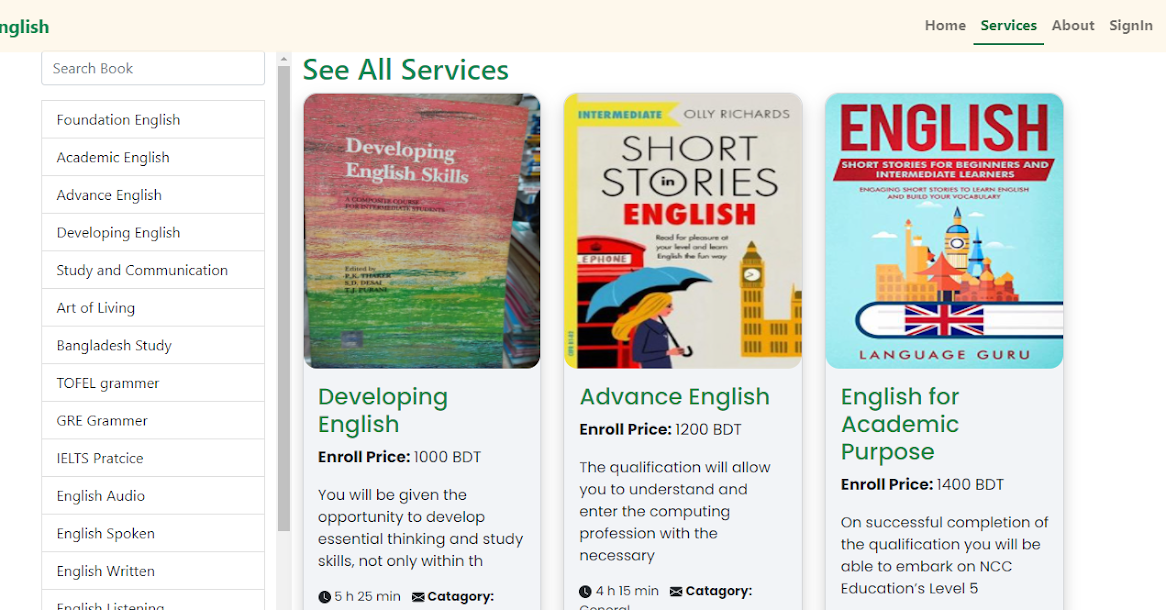 nglish
Home Services About SignIn
Search Book
Foundation English
Academic English
Advance English
Developing English
Study and Communication
Art of Living
Bangladesh Study
TOFEL grammer
GRE Grammer
IELTS Pratcice
English Audio
English Spoken
English Written
English Listening
See All Services
Developing
English Skills
A COMPOSITE COURSE
FOR INTERMEDIATE STUDENTS
Edited by
P.K. THAKER
S.D. DESAI
T.J. PURANI
Developing
English
Enroll Price: 1000 BDT
You will be given the
opportunity to develop
essential thinking and study
skills, not only within th
5 h 25 min Catagory:
INTERMEDIATE OLLY RICHARDS
SHORT
in
STORIES
ENGLISH
Read for pleasure at
your level and learn
English the fun way
LEPHONE
Advance English
Enroll Price: 1200 BDT
The qualification will allow
you to understand and
enter the computing
profession with the
necessary
4 h 15 min Catagory:
General
ENGLISH
SHORT STORIES FOR BEGINNERS AND
INTERMEDIATE LEARNERS
ENGAGING SHORT STORIES TO LEARN ENGLISH
AND BUILD YOUR VOCABULARY
LANGUAGE GURU
English for
Academic
Purpose
Enroll Price: 1400 BDT
On successful completion of
the qualification you will be
able to embark on NCC
Education's Level 5